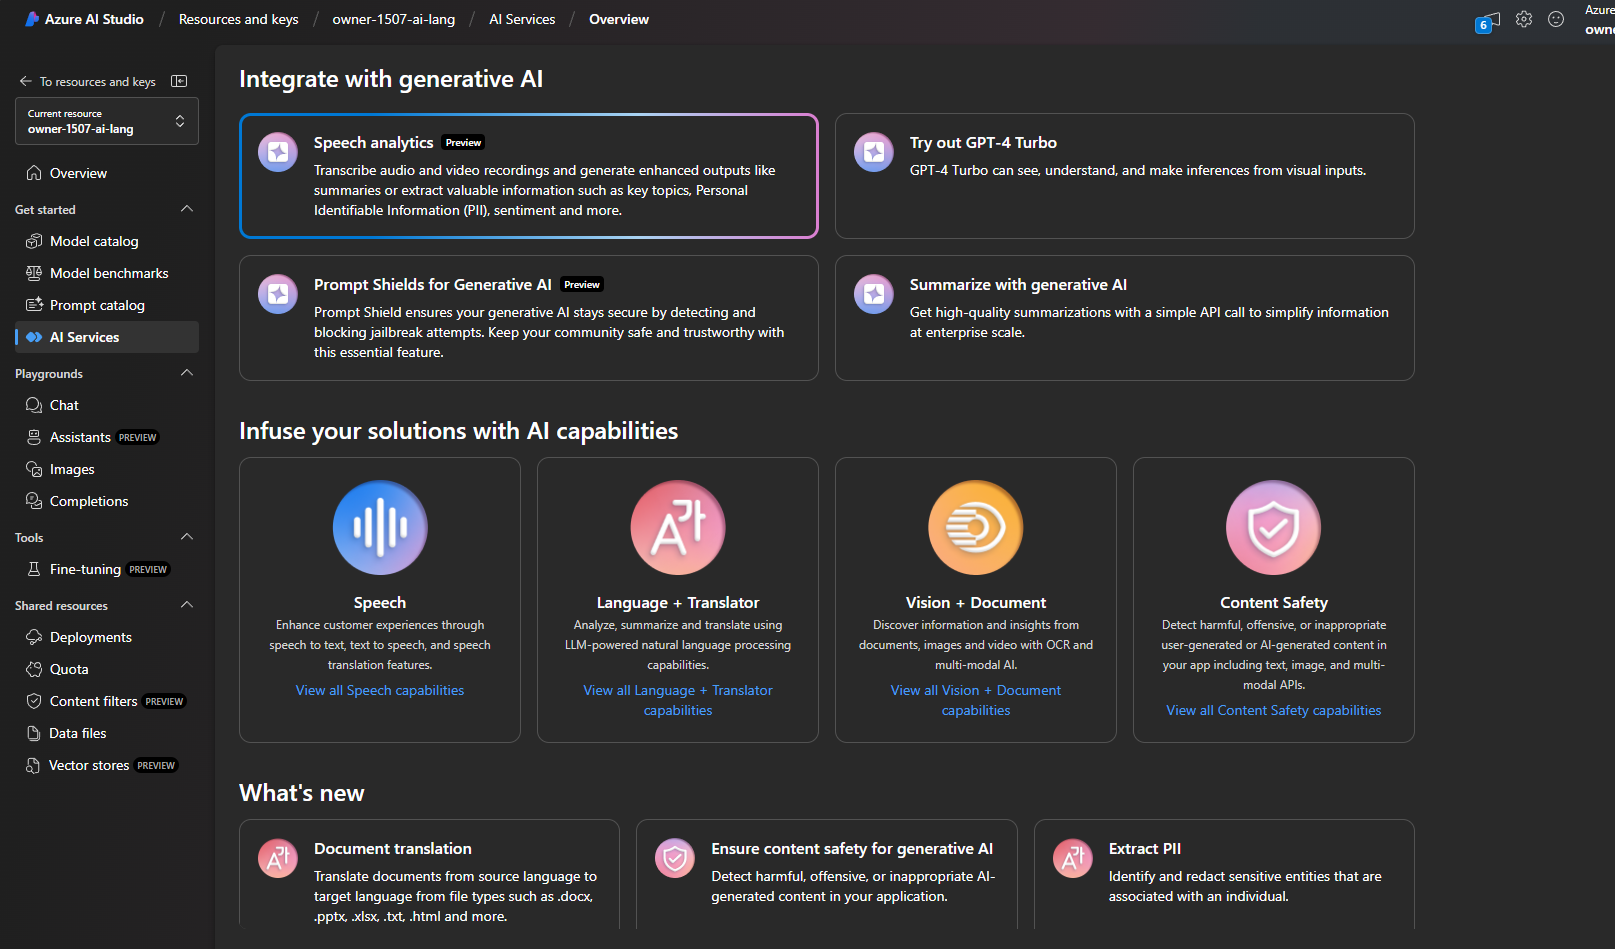 Azure AI Studio / Resources and keys / owner-1507-ai-lang / AI Services / Overview
6
Azure
owne
To resources and keys
Current resource
owner-1507-ai-lang
Overview
Get started
Model catalog
Model benchmarks
Prompt catalog
AI Services
Playgrounds
Chat
Assistants PREVIEW
Images
Completions
Tools
Fine-tuning PREVIEW
Shared resources
Deployments
Quota
Content filters PREVIEW
Data files
Vector stores PREVIEW
Integrate with generative AI
Speech analytics Preview
Transcribe audio and video recordings and generate enhanced outputs like
summaries or extract valuable information such as key topics, Personal
Identifiable Information (PII), sentiment and more.
Try out GPT-4 Turbo
GPT-4 Turbo can see, understand, and make inferences from visual inputs.
Prompt Shields for Generative AI Preview
Prompt Shield ensures your generative AI stays secure by detecting and
blocking jailbreak attempts. Keep your community safe and trustworthy with
this essential feature.
Summarize with generative AI
Get high-quality summarizations with a simple API call to simplify information
at enterprise scale.
Infuse your solutions with AI capabilities
Speech
Enhance customer experiences through
speech to text, text to speech, and speech
translation features.
View all Speech capabilities
A가
Language + Translator
Analyze, summarize and translate using
LLM-powered natural language processing
capabilities.
View all Language + Translator
capabilities
Vision + Document
Discover information and insights from
documents, images and video with OCR and
multi-modal AI.
View all Vision + Document
capabilities
Content Safety
Detect harmful, offensive, or inappropriate
user-generated or AI-generated content in
your app including text, image, and multi-
modal APIs.
View all Content Safety capabilities
What's new
A가
Document translation
Translate documents from source language to
target language from file types such as .docx,
.pptx, .xlsx, .txt, .html and more.
Ensure content safety for generative AI
Detect harmful, offensive, or inappropriate AI-
generated content in your application.
A가
Extract PII
Identify and redact sensitive entities that are
associated with an individual.